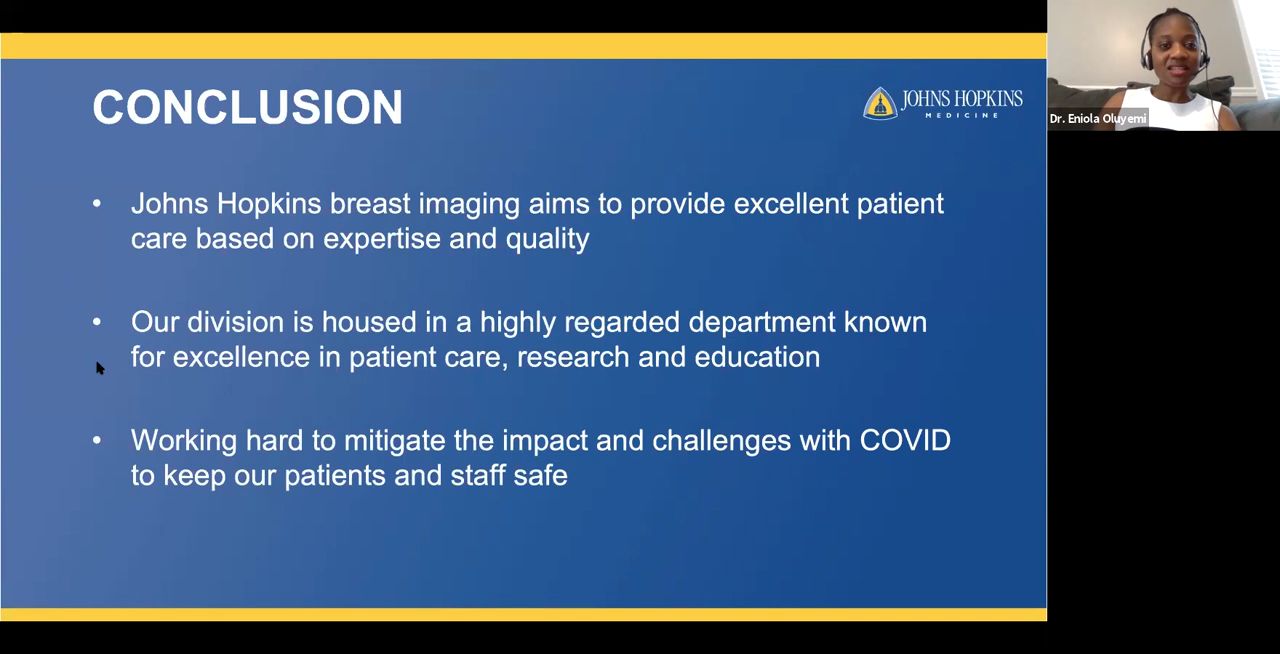 CONCLUSION
JOHNS HOPKINS
MEDICINE
Dr. Eniola Oluyemi
• Johns Hopkins breast imaging aims to provide excellent patient
care based on expertise and quality
• Our division is housed in a highly regarded department known
for excellence in patient care, research and education
• Working hard to mitigate the impact and challenges with COVID
to keep our patients and staff safe